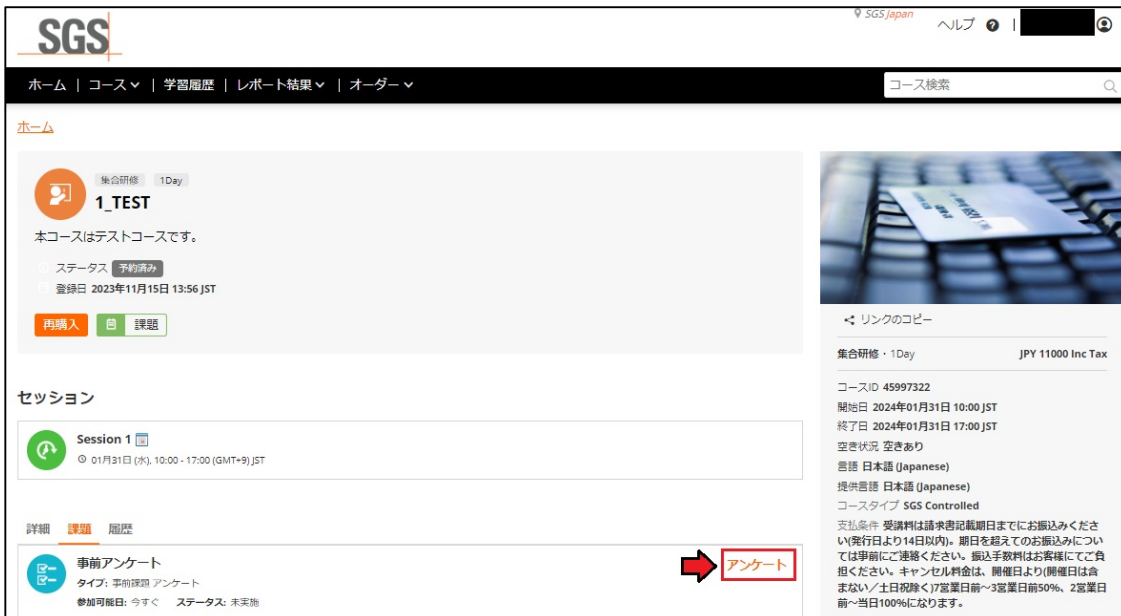 SGS
SGS Japan
ヘルプ
ホーム | コース | 学習履歴 | レポート結果 | オーダー
コース検索
ホーム
集合研修 1Day
1_TEST
本コースはテストコースです。
ステータス 予約済み
登録日 2023年11月15日 13:56 JST
再購入 課題
セッション
Session 1
01月31日 (水), 10:00 - 17:00 (GMT+9) JST
詳細 課題 履歴
事前アンケート
タイプ: 事前課題 アンケート
参加可能日: 今すぐ ステータス: 未実施
アンケート
リンクのコピー
集合研修・1Day JPY 11000 Inc Tax
コースID 45997322
開始日 2024年01月31日 10:00 JST
終了日 2024年01月31日 17:00 JST
空き状況 空きあり
言語 日本語 (Japanese)
提供言語 日本語 (Japanese)
コースタイプ SGS Controlled
支払条件 受講料は請求書記載期日までにお振込みくださ
い(発行日より14日以内)。期日を超えてのお振込みについ
ては事前にご連絡ください。振込手数料はお客様にてご負
担ください。キャンセル料金は、開催日より(開催日は含
まない/土日祝除く)7営業日前~3営業日前50%、2営業日
前~当日100%になります。